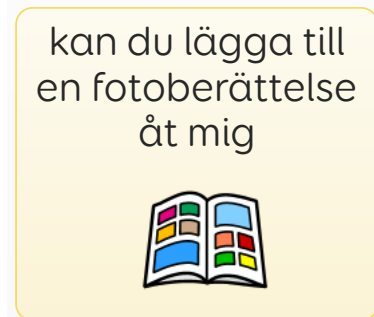 kan du lägga till
en fotoberättelse
åt mig